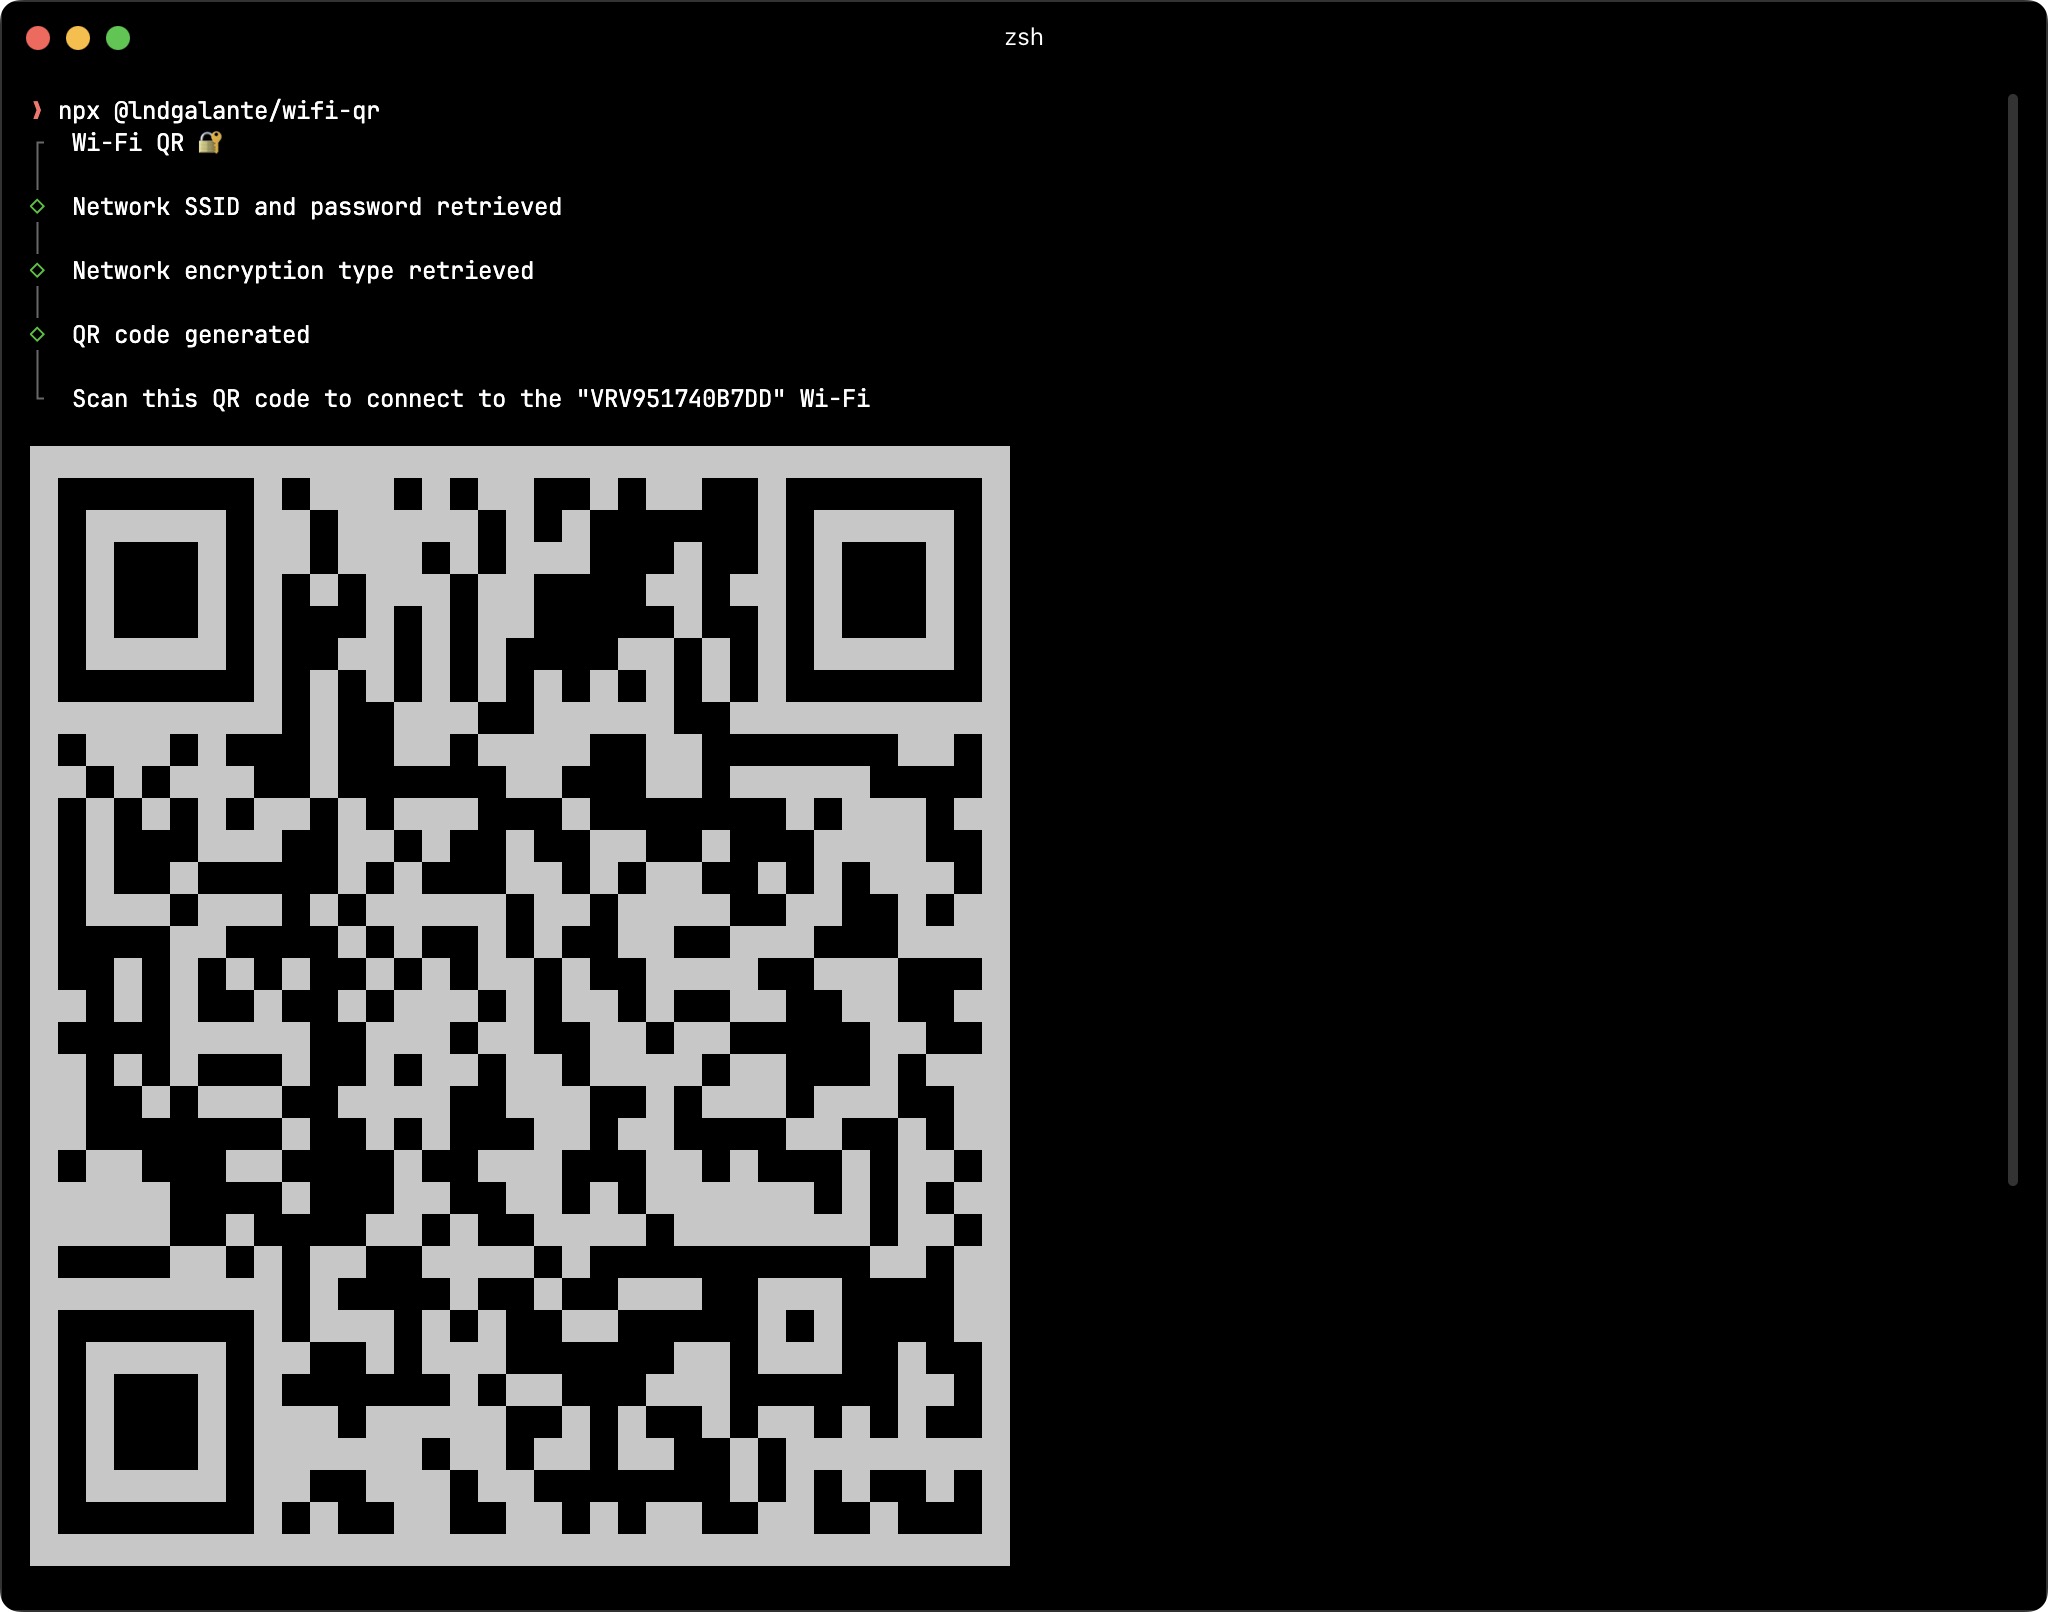 zsh
❱ npx @lndgalante/wifi-qr
Wi-Fi QR 🔐
Network SSID and password retrieved
Network encryption type retrieved
QR code generated
Scan this QR code to connect to the "VRV951740B7DD" Wi-Fi